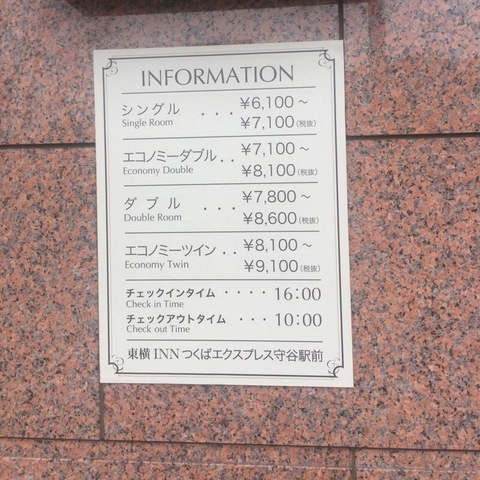 INFORMATION
シングル ・・・ ¥6,100～
Single Room ¥7,100(税抜)
エコノミーダブル・・ ¥7,100～
Economy Double ¥8,100(税抜)
ダブル ・・・ ¥7,800～
Double Room ¥8,600(税抜)
エコノミーツイン・・ ¥8,100～
Economy Twin ¥9,100(税抜)
チェックインタイム ・・・・ 16:00
Check in Time
チェックアウトタイム ・・・ 10:00
Check out Time
東横INNつくばエクスプレス守谷駅前